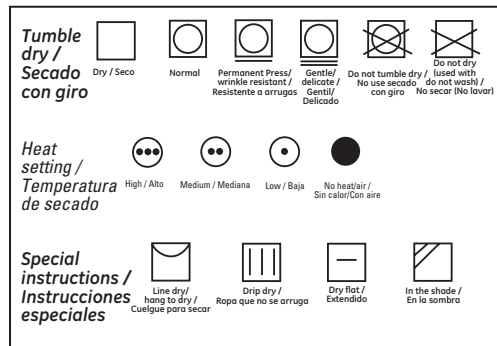 Tumble
dry /
Secado
con giro
Dry / Seco
Normal
Permanent Press/
wrinkle resistant /
Resistente a arrugas
Gentle/
delicate /
Gentil/
Delicado
Do not tumble dry /
No use secado
con giro
Do not dry
(used with
do not wash) /
No secar (No lavar)
Heat
setting /
Temperatura
de secado
High / Alto
Medium / Mediana
Low / Baja
No heat/air /
Sin calor/Con aire
Special
instructions /
Instrucciones
especiales
Line dry/
hang to dry /
Cuelgue para secar
Drip dry /
Ropa que no se arruga
Dry flat /
Extendido
In the shade /
En la sombra